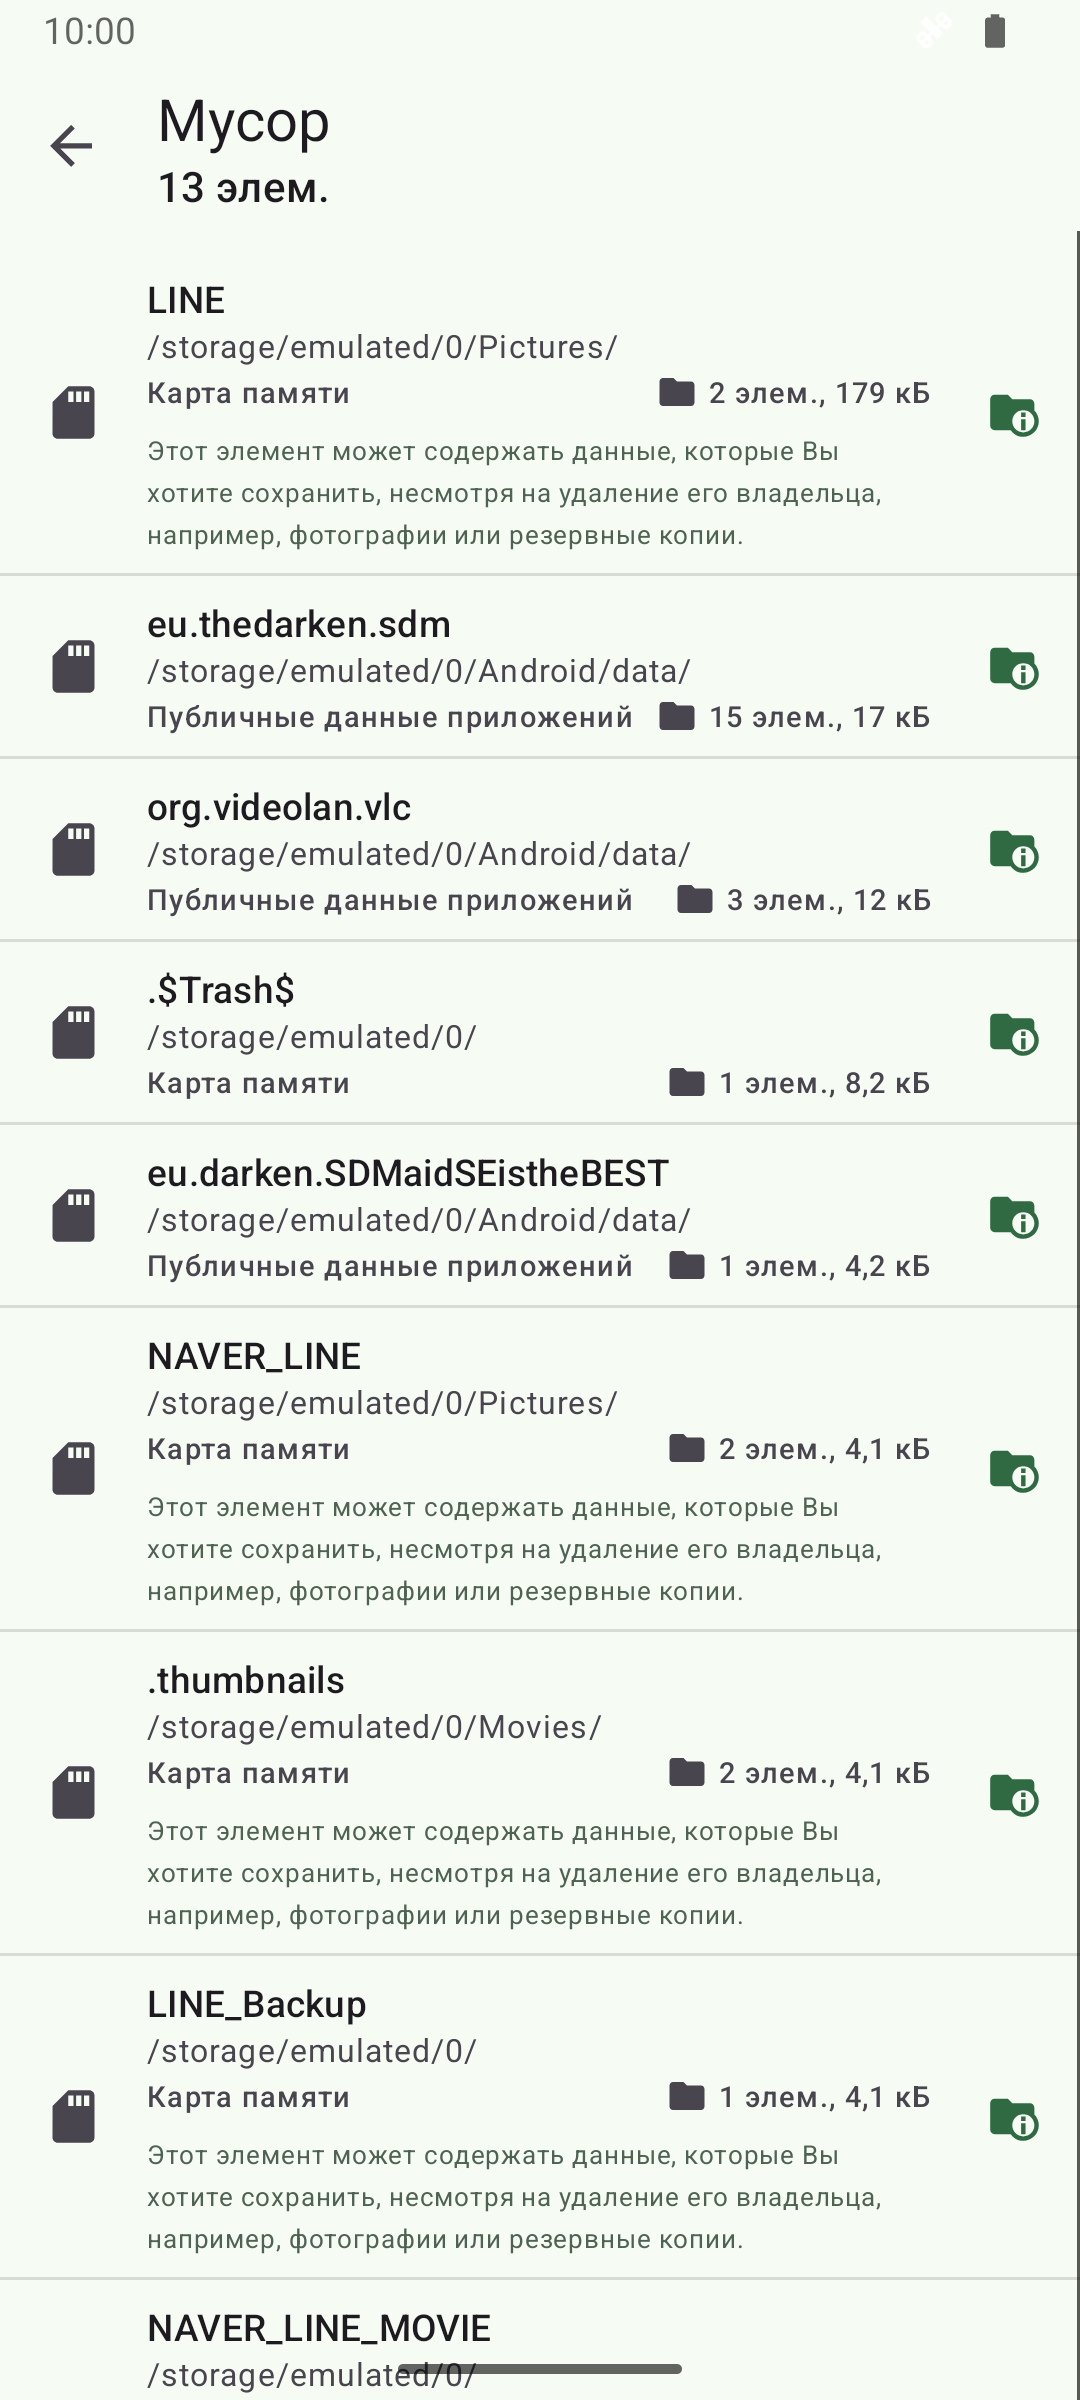 10:00
Мусор
13 элем.
LINE
/storage/emulated/0/Pictures/
Карта памяти 2 элем., 179 кБ
Этот элемент может содержать данные, которые Вы
хотите сохранить, несмотря на удаление его владельца,
например, фотографии или резервные копии.
eu.thedarken.sdm
/storage/emulated/0/Android/data/
Публичные данные приложений 15 элем., 17 кБ
org.videolan.vlc
/storage/emulated/0/Android/data/
Публичные данные приложений 3 элем., 12 кБ
.$Trash$
/storage/emulated/0/
Карта памяти 1 элем., 8,2 кБ
eu.darken.SDMaidSEistheBEST
/storage/emulated/0/Android/data/
Публичные данные приложений 1 элем., 4,2 кБ
NAVER_LINE
/storage/emulated/0/Pictures/
Карта памяти 2 элем., 4,1 кБ
Этот элемент может содержать данные, которые Вы
хотите сохранить, несмотря на удаление его владельца,
например, фотографии или резервные копии.
.thumbnails
/storage/emulated/0/Movies/
Карта памяти 2 элем., 4,1 кБ
Этот элемент может содержать данные, которые Вы
хотите сохранить, несмотря на удаление его владельца,
например, фотографии или резервные копии.
LINE_Backup
/storage/emulated/0/
Карта памяти 1 элем., 4,1 кБ
Этот элемент может содержать данные, которые Вы
хотите сохранить, несмотря на удаление его владельца,
например, фотографии или резервные копии.
NAVER_LINE_MOVIE
/storage/emulated/0/